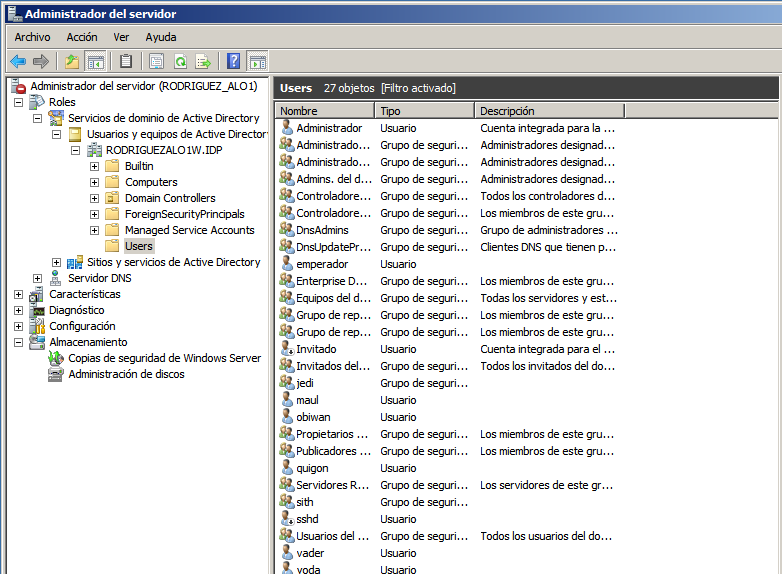 Administrador del servidor
Archivo Acción Ver Ayuda
Administrador del servidor (RODRIGUEZ_ALO1)
Roles
Servicios de dominio de Active Directory
Usuarios y equipos de Active Director
RODRIGUEZALO1W.IDP
Builtin
Computers
Domain Controllers
ForeignSecurityPrincipals
Managed Service Accounts
Users
Sitios y servicios de Active Directory
Servidor DNS
Características
Diagnóstico
Configuración
Almacenamiento
Copias de seguridad de Windows Server
Administración de discos
Users 27 objetos [Filtro activado]
Nombre Tipo Descripción
Administrador Usuario Cuenta integrada para la ...
Administrado... Grupo de seguri... Administradores designad...
Administrado... Grupo de seguri... Administradores designad...
Admins. del d... Grupo de seguri... Administradores designad...
Controladore... Grupo de seguri... Todos los controladores d...
Controladore... Grupo de seguri... Los miembros de este gru...
DnsAdmins Grupo de seguri... Grupo de administradores ...
DnsUpdatePr... Grupo de seguri... Clientes DNS que tienen p...
emperador Usuario
Enterprise D... Grupo de seguri... Los miembros de este gru...
Equipos del d... Grupo de seguri... Todas los servidores y est...
Grupo de rep... Grupo de seguri... Los miembros de este gru...
Grupo de rep... Grupo de seguri... Los miembros de este gru...
Invitado Usuario Cuenta integrada para el ...
Invitados del... Grupo de seguri... Todos los invitados del do...
jedi Grupo de seguri...
maul Usuario
obiwan Usuario
Propietarios ... Grupo de seguri... Los miembros de este gru...
Publicadores ... Grupo de seguri... Los miembros de este gru...
quigon Usuario
Servidores R... Grupo de seguri... Los servidores de este gr...
sith Grupo de seguri...
sshd Usuario
Usuarios del ... Grupo de seguri... Todos los usuarios del do...
vader Usuario
yoda Usuario